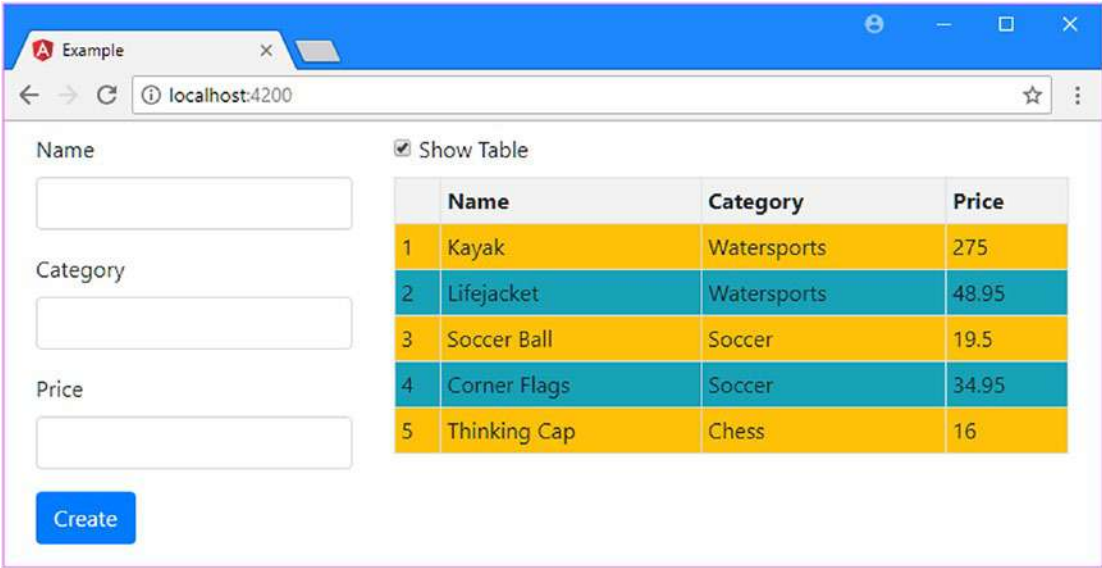 Example
localhost:4200
Name
Category
Price
Create
Show Table
Name Category Price
1 Kayak Watersports 275
2 Lifejacket Watersports 48.95
3 Soccer Ball Soccer 19.5
4 Corner Flags Soccer 34.95
5 Thinking Cap Chess 16